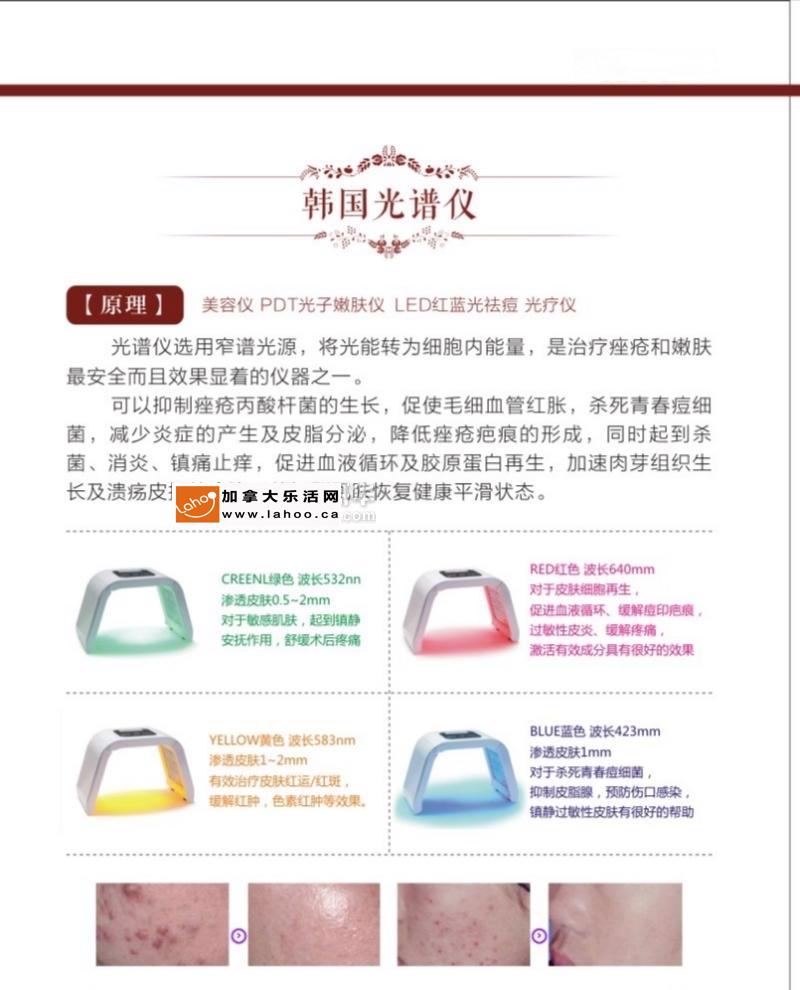 韩国光谱仪
【原理】 美容仪 PDT光子嫩肤仪 LED红蓝光祛痘 光疗仪
光谱仪选用窄谱光源，将光能转为细胞内能量，是治疗痤疮和嫩肤
最安全而且效果显着的仪器之一。
可以抑制痤疮丙酸杆菌的生长，促使毛细血管红胀，杀死青春痘细
菌，减少炎症的产生及皮脂分泌，降低痤疮疤痕的形成，同时起到杀
菌、消炎、镇痛止痒，促进血液循环及胶原蛋白再生，加速肉芽组织生
长及溃疡皮 肤恢复健康平滑状态。
Lahoo 加拿大乐活网
www.lahoo.ca
CREENL绿色 波长532nn
渗透皮肤0.5~2mm
对于敏感肌肤，起到镇静
安抚作用，舒缓术后疼痛
RED红色 波长640mm
对于皮肤细胞再生，
促进血液循环、缓解痘印疤痕，
过敏性皮炎、缓解疼痛，
激活有效成分具有很好的效果
YELLOW黄色 波长583nm
渗透皮肤1~2mm
有效治疗皮肤红运/红斑，
缓解红肿，色素红肿等效果。
BLUE蓝色 波长423mm
渗透皮肤1mm
对于杀死青春痘细菌，
抑制皮脂腺，预防伤口感染，
镇静过敏性皮肤有很好的帮助